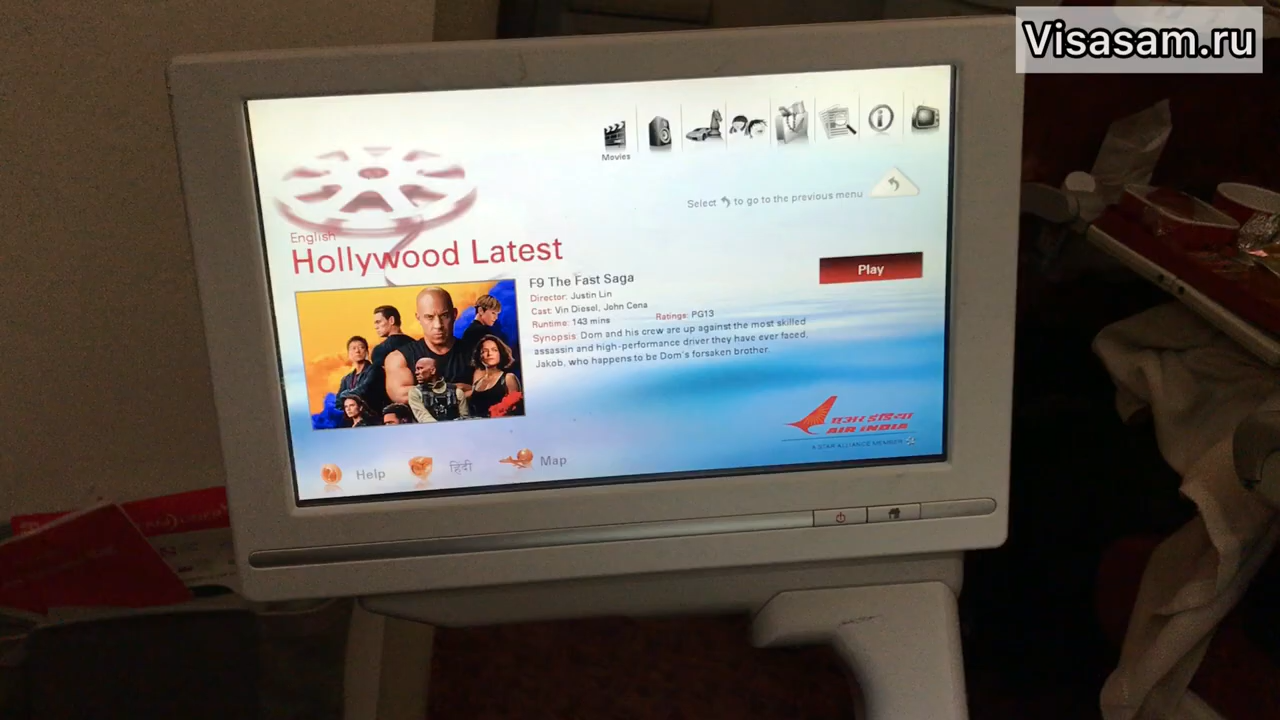 Visasam.ru
Movies
Select to go to the previous menu
English
Hollywood Latest
Play
F9 The Fast Saga
Director: Justin Lin
Cast: Vin Diesel, John Cena
Runtime: 143 mins Ratings: PG13
Synopsis: Dom and his crew are up against the most skilled
assassin and high-performance driver they have ever faced,
Jakob, who happens to be Dom's forsaken brother.
एअर इंडिया
AIR INDIA
A STAR ALLIANCE MEMBER
Help हिंदी Map